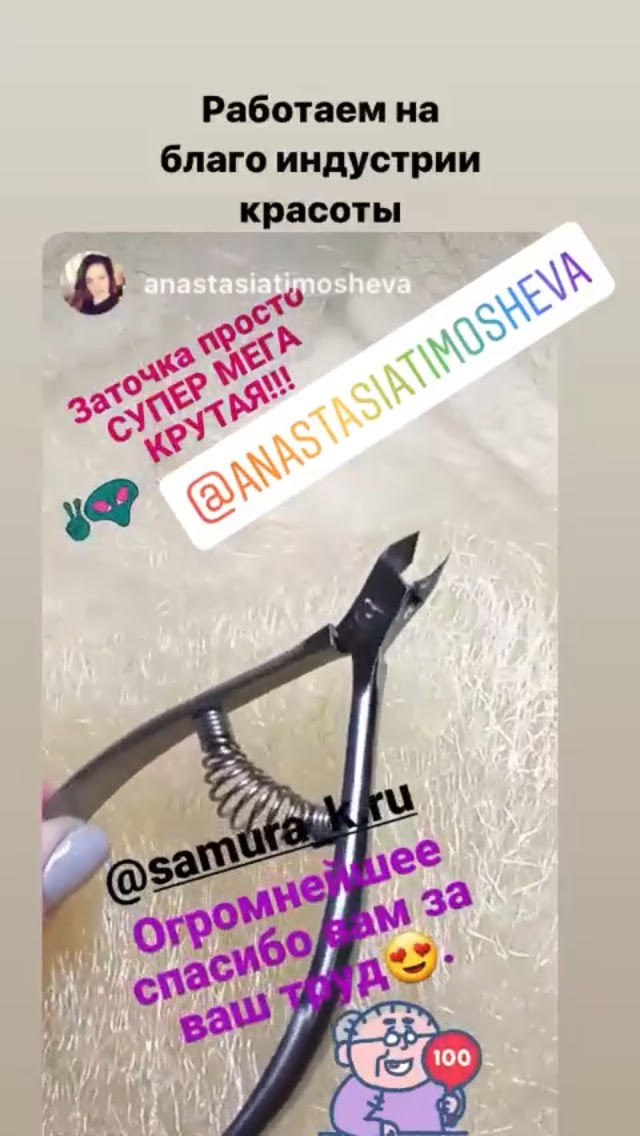 Работаем на
благо индустрии
красоты
anastasiatimosheva
Заточка просто
СУПЕР МЕГА
КРУТАЯ!!!
@ANASTASIATIMOSHEVA
@samura_k.ru
Огромнейшее
спасибо вам за
ваш труд😍.
100